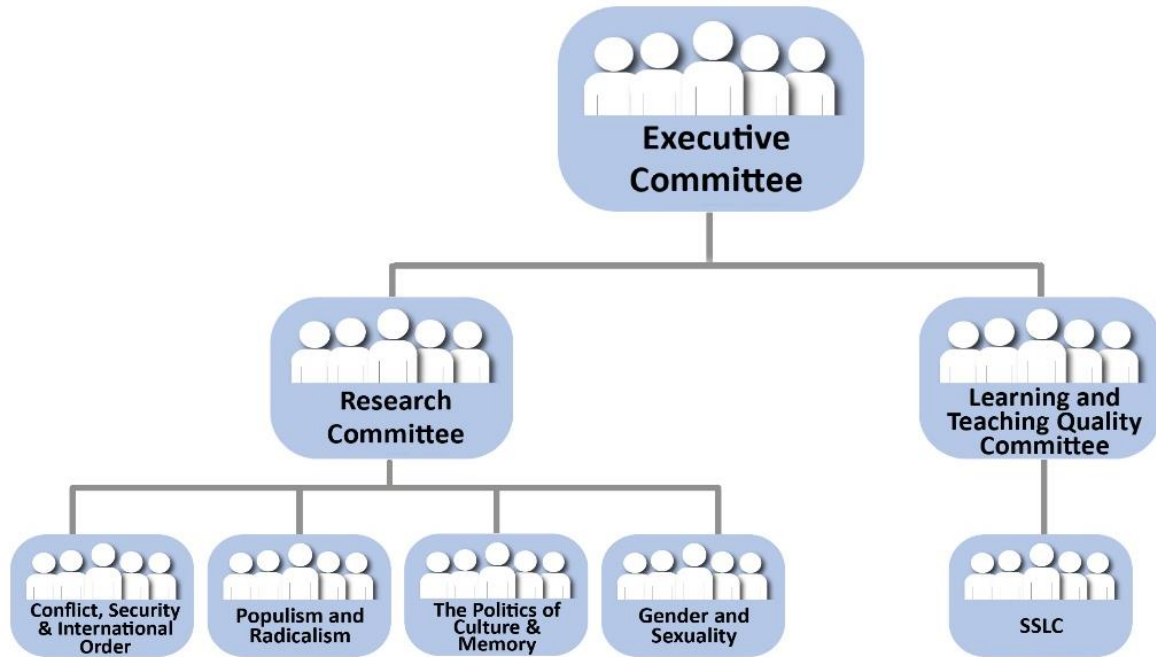 Executive
Committee
Research
Committee
Learning and
Teaching Quality
Committee
Conflict, Security
& International
Order
Populism and
Radicalism
The Politics of
Culture &
Memory
Gender and
Sexuality
SSLC